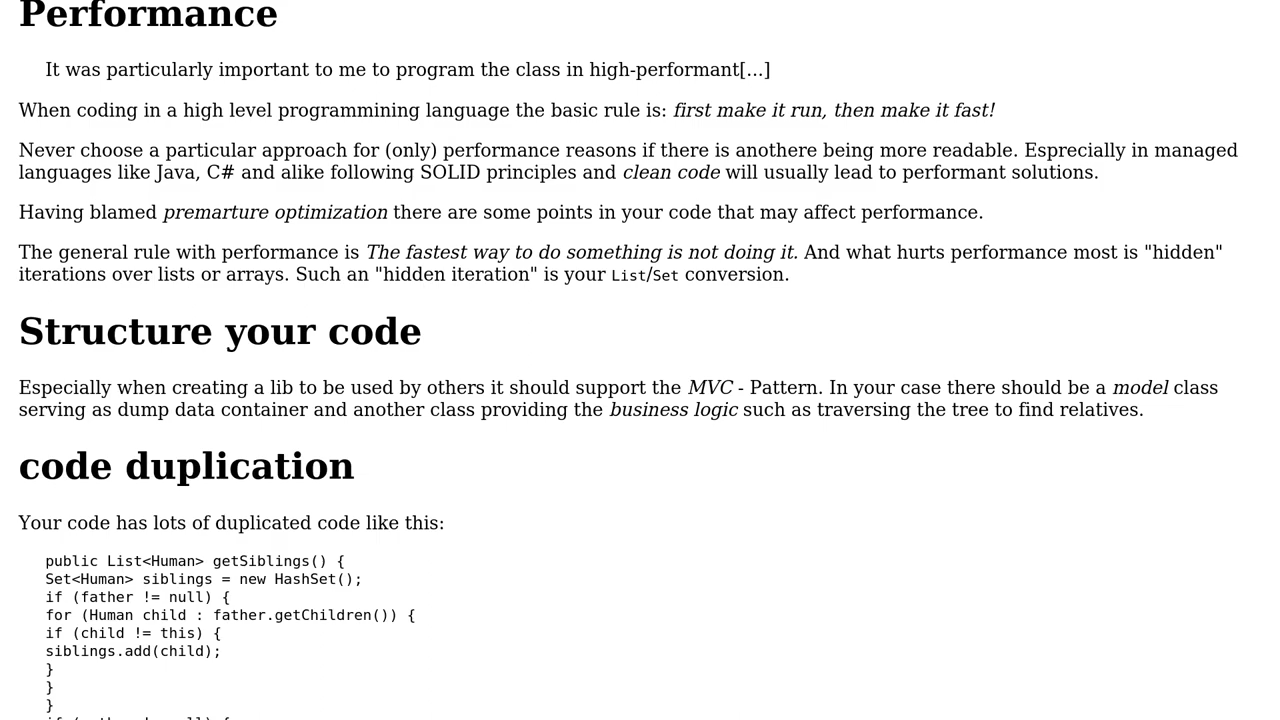 Performance
It was particularly important to me to program the class in high-performant[...]
When coding in a high level programmining language the basic rule is: first make it run, then make it fast!
Never choose a particular approach for (only) performance reasons if there is anothere being more readable. Esprecially in managed
languages like Java, C# and alike following SOLID principles and clean code will usually lead to performant solutions.
Having blamed premarture optimization there are some points in your code that may affect performance.
The general rule with performance is The fastest way to do something is not doing it. And what hurts performance most is "hidden"
iterations over lists or arrays. Such an "hidden iteration" is your List/Set conversion.
Structure your code
Especially when creating a lib to be used by others it should support the MVC - Pattern. In your case there should be a model class
serving as dump data container and another class providing the business logic such as traversing the tree to find relatives.
code duplication
Your code has lots of duplicated code like this:
public List<Human> getSiblings() {
Set<Human> siblings = new HashSet();
if (father != null) {
for (Human child : father.getChildren()) {
if (child != this) {
siblings.add(child);
}
}
}